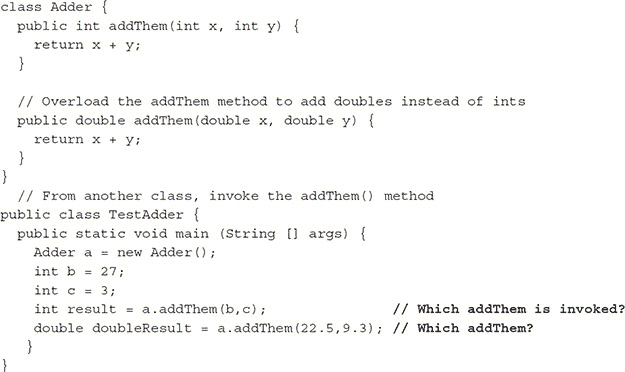 class Adder {
  public int addThem(int x, int y) {
    return x + y;
  }

  // Overload the addThem method to add doubles instead of ints
  public double addThem(double x, double y) {
    return x + y;
  }
}
  // From another class, invoke the addThem() method
public class TestAdder {
  public static void main (String [] args) {
    Adder a = new Adder();
    int b = 27;
    int c = 3;
    int result = a.addThem(b,c);               // Which addThem is invoked?
    double doubleResult = a.addThem(22.5,9.3); // Which addThem?
   }
}